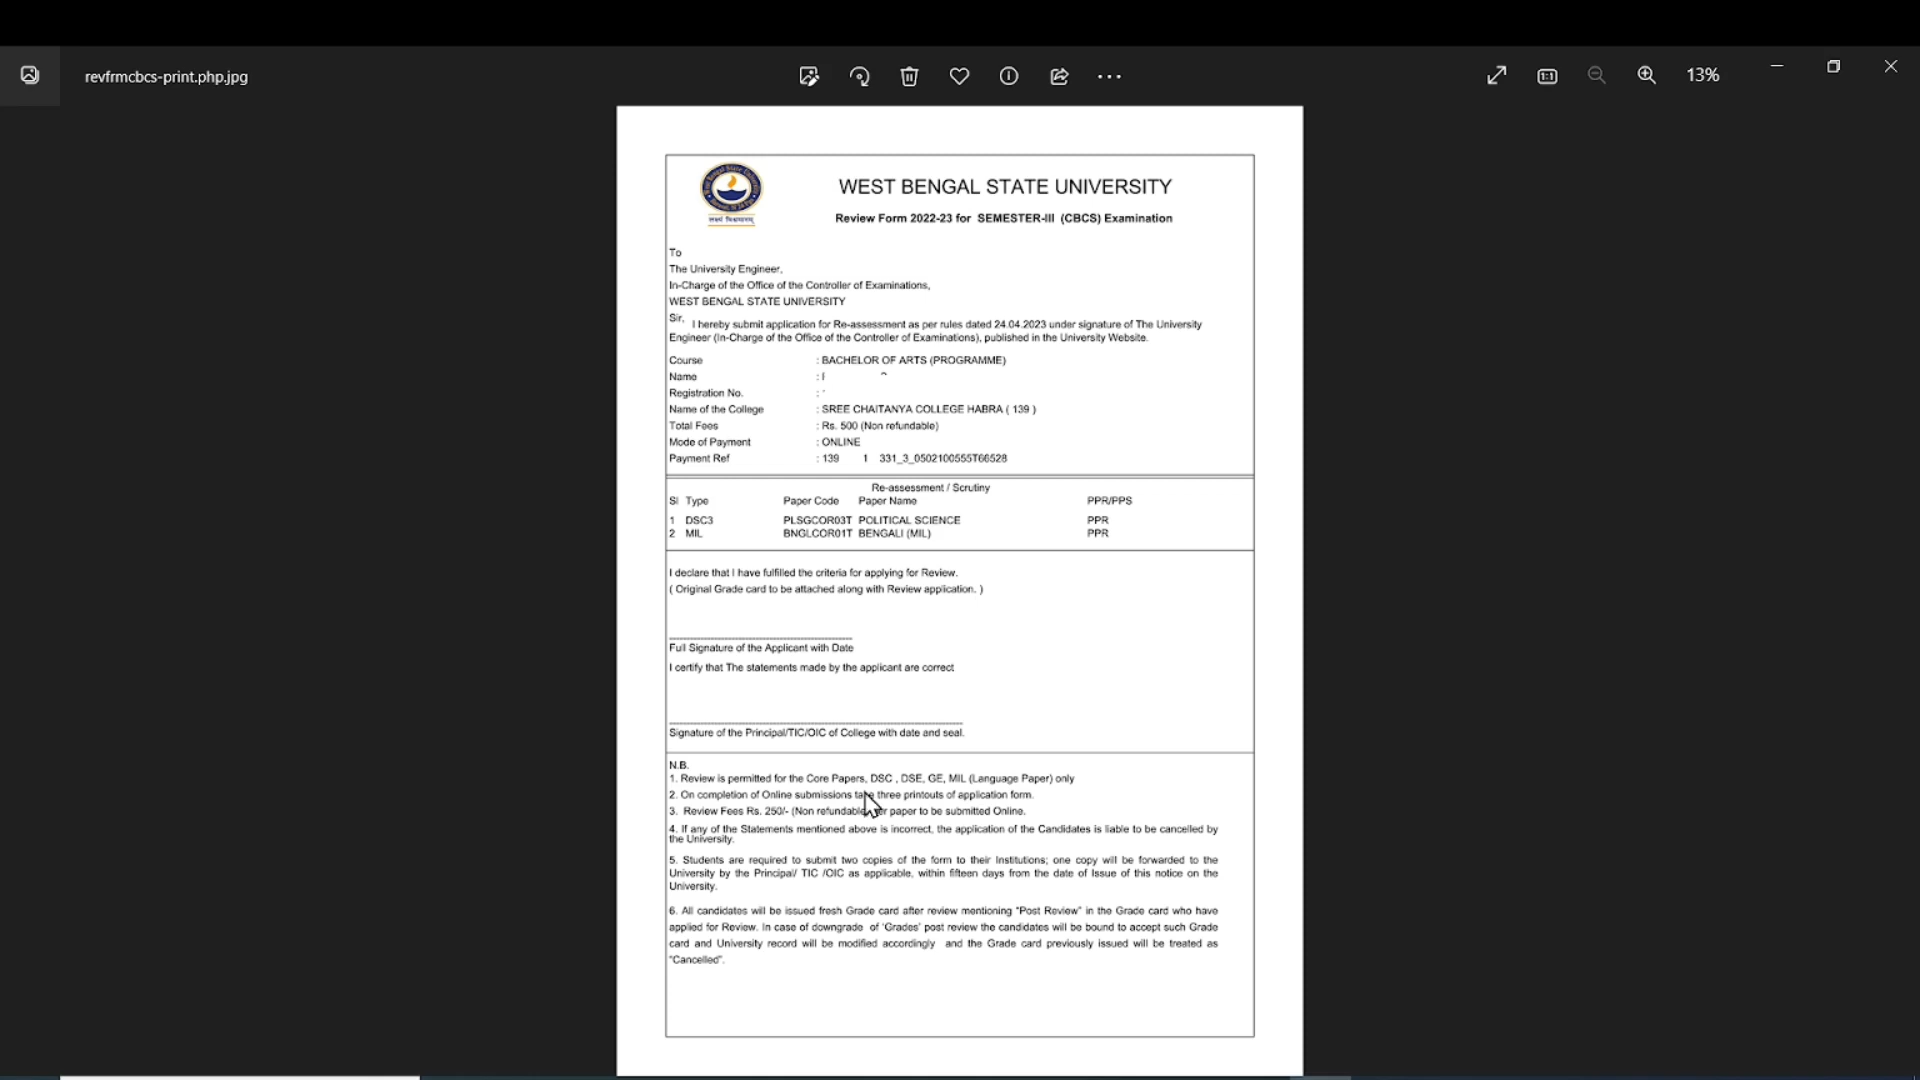 revfrmcbcs-print.php.jpg
13%
WEST BENGAL STATE UNIVERSITY
Review Form 2022-23 for SEMESTER-III (CBCS) Examination
To
The University Engineer,
In-Charge of the Office of the Controller of Examinations,
WEST BENGAL STATE UNIVERSITY
Sir,
I hereby submit application for Re-assessment as per rules dated 24.04.2023 under signature of The University
Engineer (In-Charge of the Office of the Controller of Examinations), published in the University Website.
Course : BACHELOR OF ARTS (PROGRAMME)
Name :
Registration No. :
Name of the College : SREE CHAITANYA COLLEGE HABRA ( 139 )
Total Fees : Rs. 500 (Non refundable)
Mode of Payment : ONLINE
Payment Ref : 139 1 331_3_0502100555T66528
Re-assessment / Scrutiny
Sl Type Paper Code Paper Name PPR/PPS
1 DSC3 PLSGCOR03T POLITICAL SCIENCE PPR
2 MIL BNGLCOR01T BENGALI (MIL) PPR
I declare that I have fulfilled the criteria for applying for Review.
( Original Grade card to be attached along with Review application. )
Full Signature of the Applicant with Date
I certify that The statements made by the applicant are correct
Signature of the Principal/TIC/OIC of College with date and seal.
N.B.
1. Review is permitted for the Core Papers, DSC , DSE, GE, MIL (Language Paper) only
2. On completion of Online submissions take three printouts of application form.
3. Review Fees Rs. 250/- (Non refundable) per paper to be submitted Online.
4. If any of the Statements mentioned above is incorrect, the application of the Candidates is liable to be cancelled by
the University.
5. Students are required to submit two copies of the form to their Institutions; one copy will be forwarded to the
University by the Principal/ TIC /OIC as applicable, within fifteen days from the date of Issue of this notice on the
University.
6. All candidates will be issued fresh Grade card after review mentioning "Post Review" in the Grade card who have
applied for Review. In case of downgrade of 'Grades' post review the candidates will be bound to accept such Grade
card and University record will be modified accordingly and the Grade card previously issued will be treated as
"Cancelled".